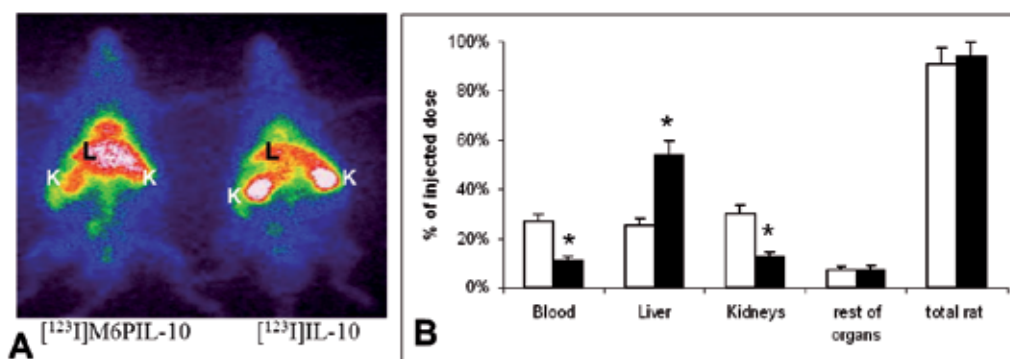 L
K
K
L
K
K
A
[¹²³I]M6PIL-10
[¹²³I]IL-10
B
% of injected dose
100%
80%
60%
40%
20%
0%
*
*
*
Blood
Liver
Kidneys
rest of organs
total rat